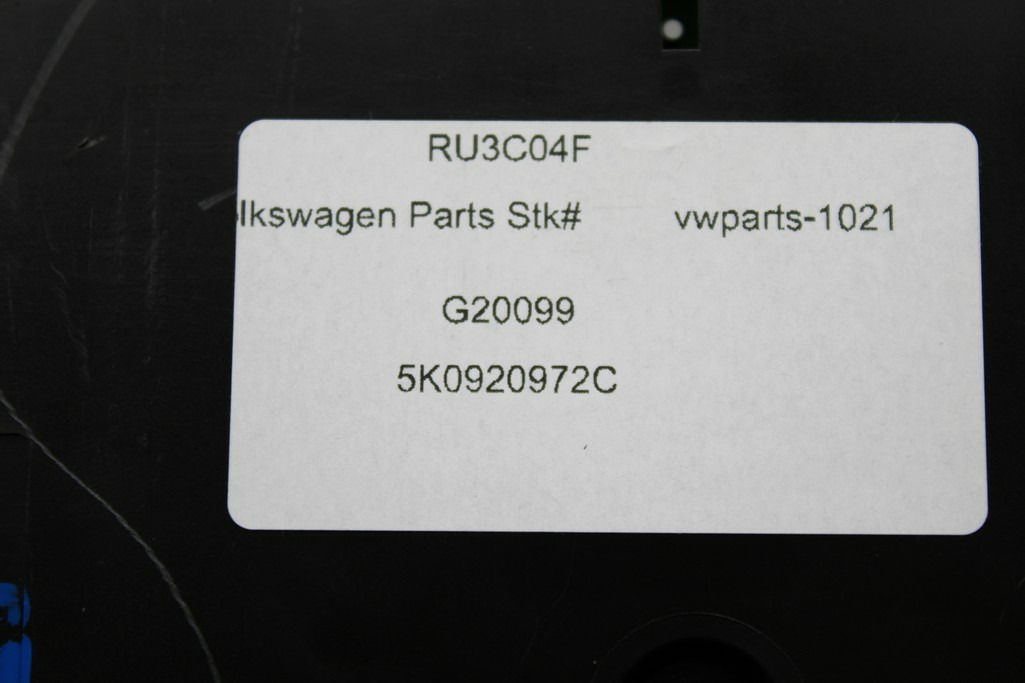 RU3C04F
lkswagen Parts Stk# vwparts-1021
G20099
5K0920972C